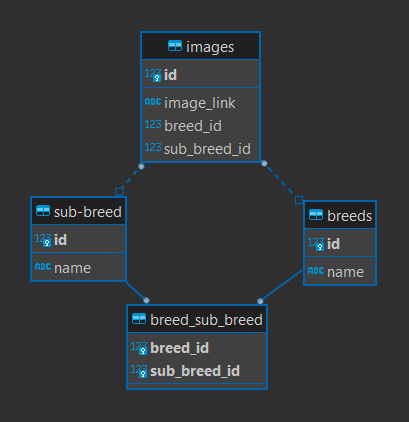 images
123 id
ABC image_link
123 breed_id
123 sub_breed_id
sub-breed
123 id
ABC name
breeds
123 id
ABC name
breed_sub_breed
123 breed_id
123 sub_breed_id